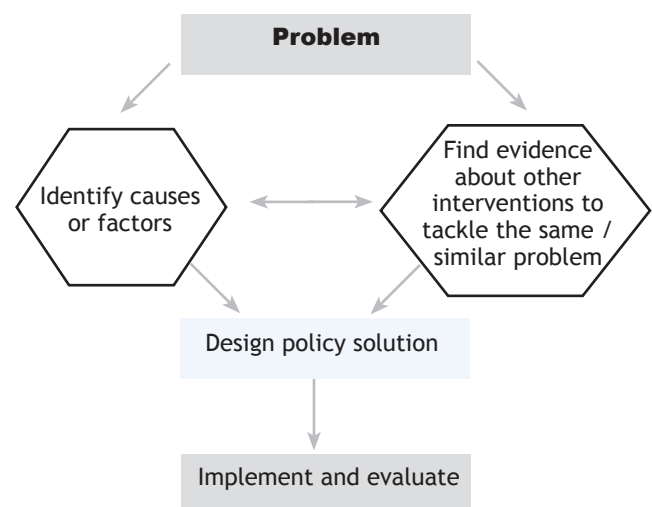 Problem
Identify causes
or factors
Find evidence
about other
interventions to
tackle the same /
similar problem
Design policy solution
Implement and evaluate